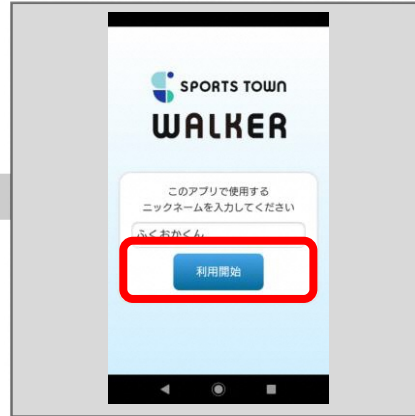 SPORTS TOWN
WALKER
このアプリで使用する
ニックネームを入力してください
ふくおかくん
利用開始